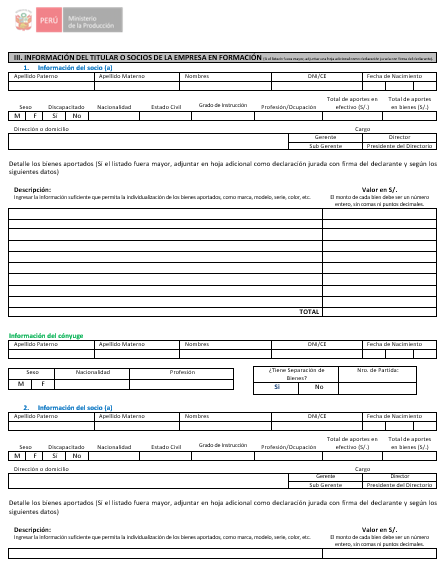 PERÚ
Ministerio
de la Producción
III. INFORMACIÓN DEL TITULAR O SOCIOS DE LA EMPRESA EN FORMACIÓN
1. Información del socio (a)
Apellido Paterno Apellido Materno Nombres DNI/CE Fecha de Nacimiento
Total de aportes en Total de aportes
Sexo Discapacitado Nacionalidad Estado Civil Grado de Instrucción Profesión/Ocupación efectivo (S/.) en bienes (S/.)
M F Si No
Dirección o domicilio Cargo
Gerente Director
Sub Gerente Presidente del Directorio
Detalle los bienes aportados (Si el listado fuera mayor, adjuntar en hoja adicional como declaración jurada con firma del declarante y según los
siguientes datos)
Descripción: Valor en S/.
Ingresar la información suficiente que permita la individualización de los bienes aportados, como marca, modelo, serie, color, etc. El monto de cada bien debe ser un número
entero, sin comas ni puntos decimales.
TOTAL
Información del cónyuge
Apellido Paterno Apellido Materno Nombres DNI/CE Fecha de Nacimiento
Sexo Nacionalidad Profesión ¿Tiene Separación de Nro. de Partida:
Bienes?
M F Si No
2. Información del socio (a)
Apellido Paterno Apellido Materno Nombres DNI/CE Fecha de Nacimiento
Total de aportes en Total de aportes
Sexo Discapacitado Nacionalidad Estado Civil Grado de Instrucción Profesión/Ocupación efectivo (S/.) en bienes (S/.)
M F Si No
Dirección o domicilio Cargo
Gerente Director
Sub Gerente Presidente del Directorio
Detalle los bienes aportados (Si el listado fuera mayor, adjuntar en hoja adicional como declaración jurada con firma del declarante y según los
siguientes datos)
Descripción: Valor en S/.
Ingresar la información suficiente que permita la individualización de los bienes aportados, como marca, modelo, serie, color, etc. El monto de cada bien debe ser un número
entero, sin comas ni puntos decimales.